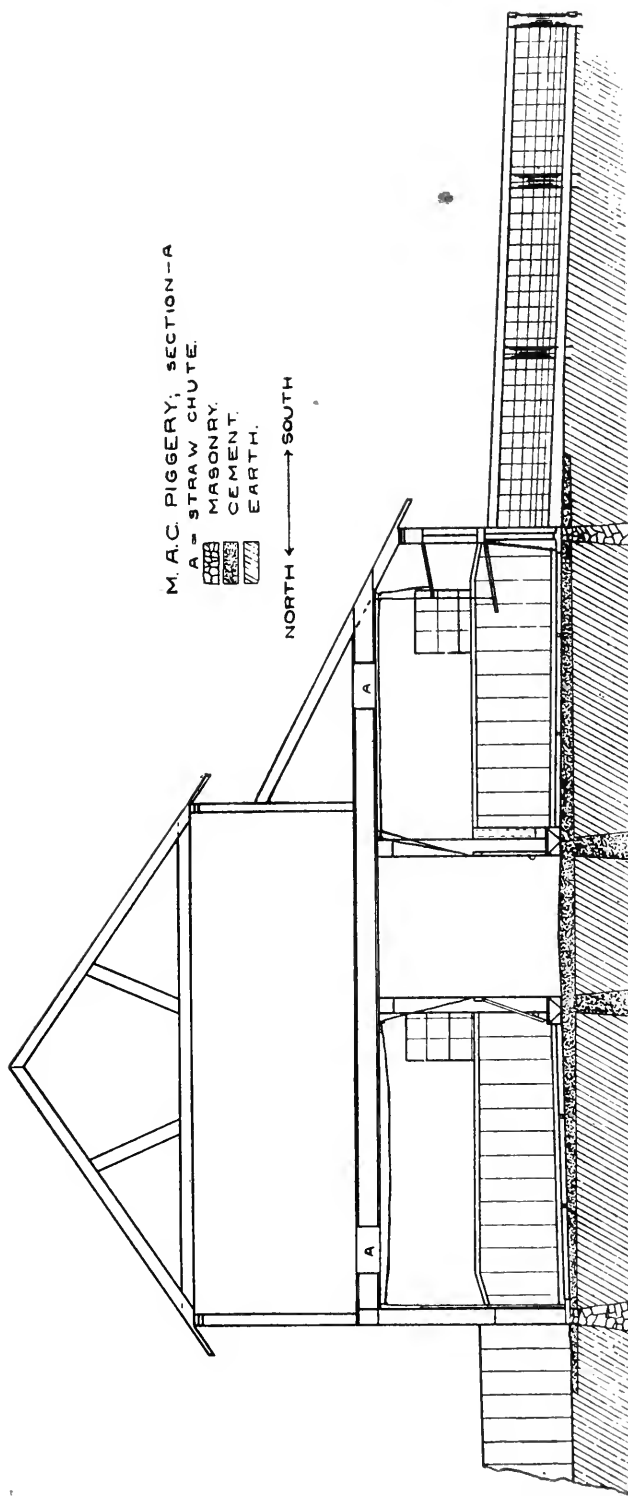 M. A.C. PIGGERY; SECTION-A
A = STRAW CHUTE.
MASONRY.
CEMENT.
EARTH.
NORTH ←→ SOUTH
A
A